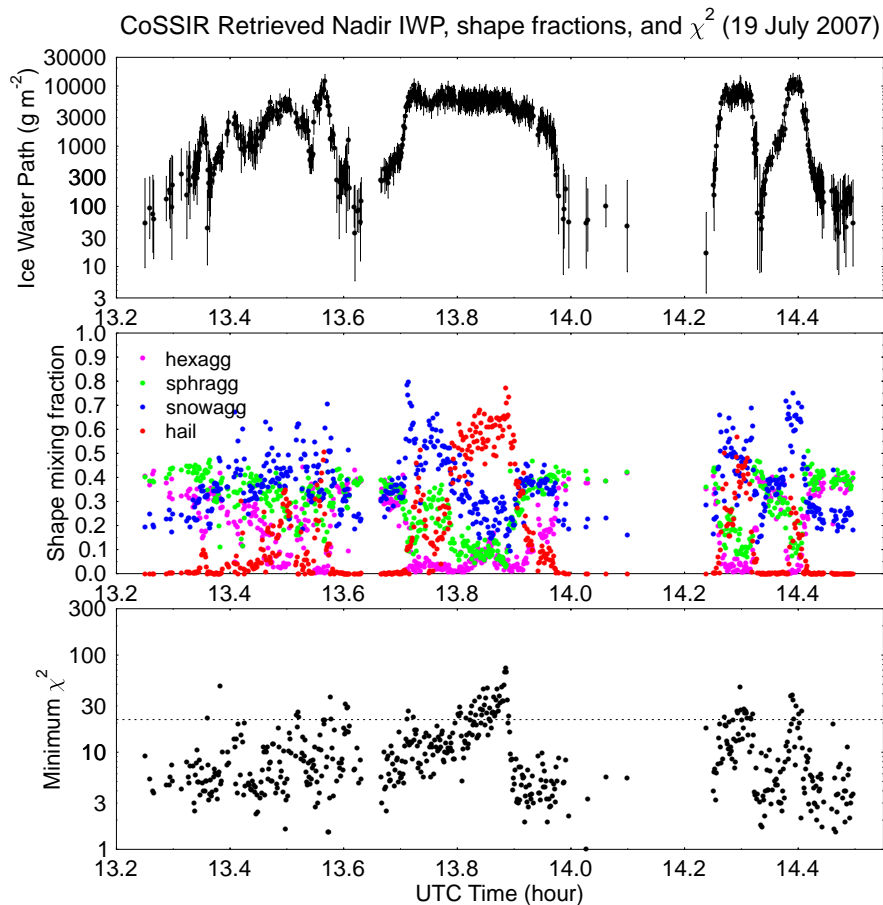 CoSSIR Retrieved Nadir IWP, shape fractions, and χ² (19 July 2007)
Ice Water Path (g m⁻²)
30000
10000
3000
1000
300
100
30
10
3
13.2 13.4 13.6 13.8 14.0 14.2 14.4
Shape mixing fraction
1.0
0.9
0.8
0.7
0.6
0.5
0.4
0.3
0.2
0.1
0.0
hexagg
sphragg
snowagg
hail
13.2 13.4 13.6 13.8 14.0 14.2 14.4
Minimum χ²
300
100
30
10
3
1
13.2 13.4 13.6 13.8 14.0 14.2 14.4
UTC Time (hour)